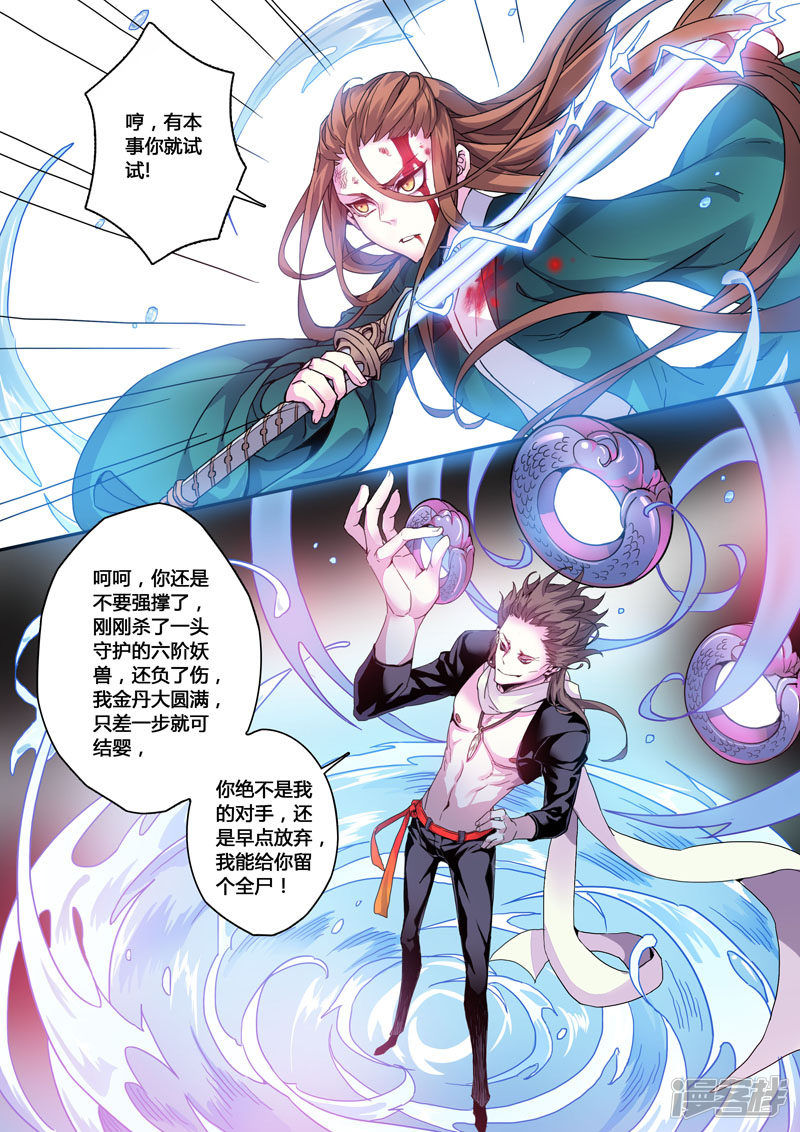 哼，有本
事你就试
试!
呵呵，你还是
不要强撑了，
刚刚杀了一头
守护的六阶妖
兽，还负了伤，
我金丹大圆满，
只差一步就可
结婴，
你绝不是我
的对手，还
是早点放弃，
我能给你留
个全尸！
漫客栈